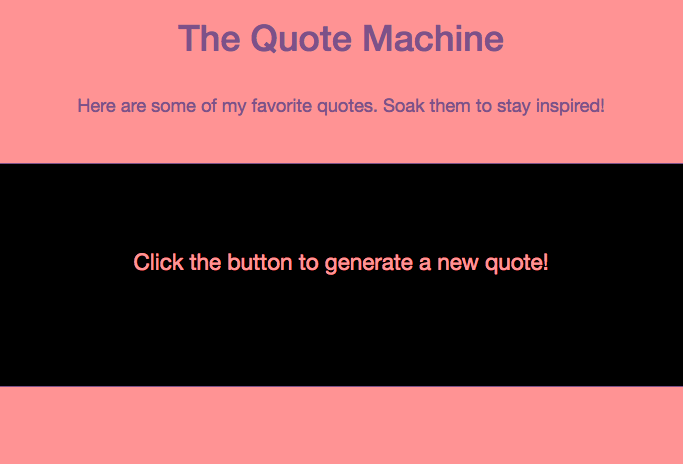 The Quote Machine
Here are some of my favorite quotes. Soak them to stay inspired!
Click the button to generate a new quote!